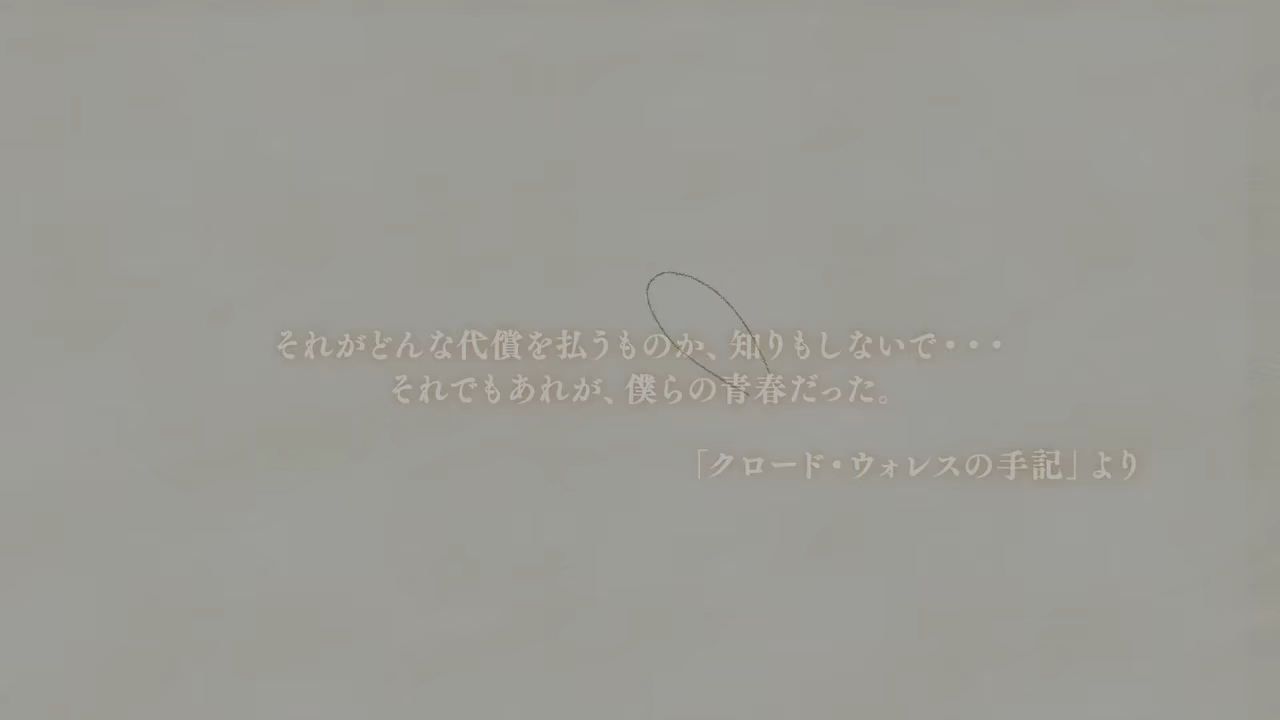 それがどんな代償を払うものか、知りもしないで・・・
それでもあれが、僕らの青春だった。
「クロード・ウォレスの手記」より